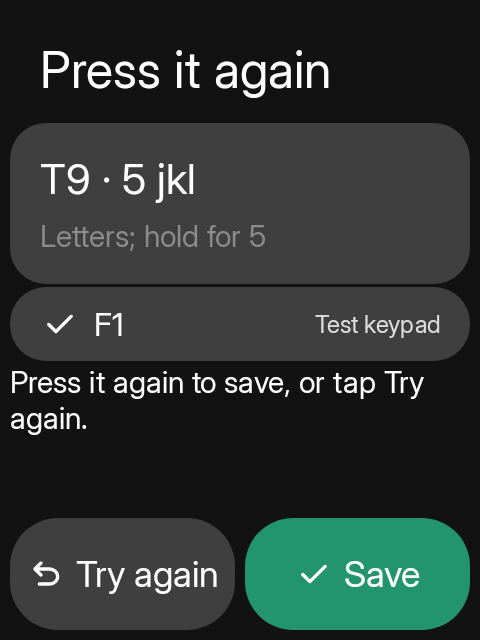 Press it again
T9 · 5 jkl
Letters; hold for 5
F1
Test keypad
Press it again to save, or tap Try
again.
Try again
Save